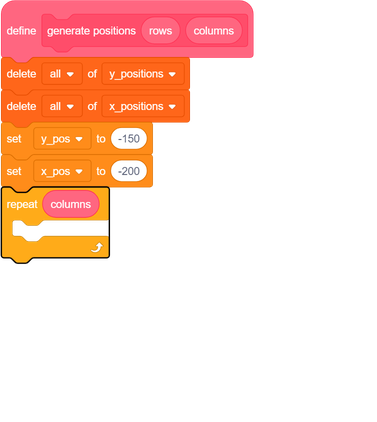 define generate positions rows columns
delete all of y_positions
delete all of x_positions
set y_pos to -150
set x_pos to -200
repeat columns